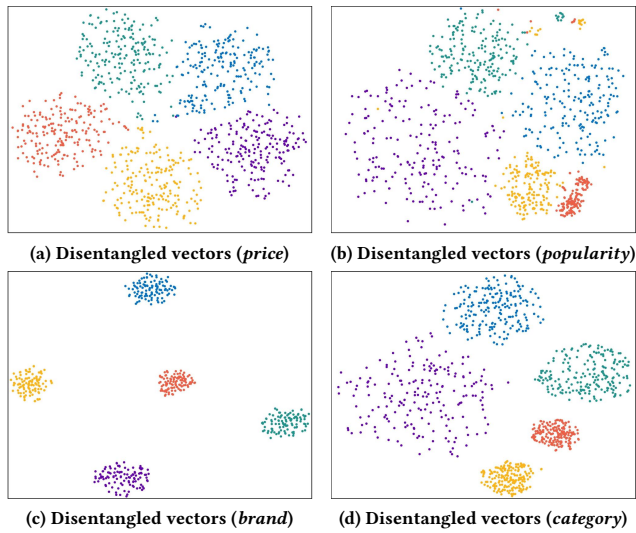 (a) Disentangled vectors (price)
(b) Disentangled vectors (popularity)
(c) Disentangled vectors (brand)
(d) Disentangled vectors (category)